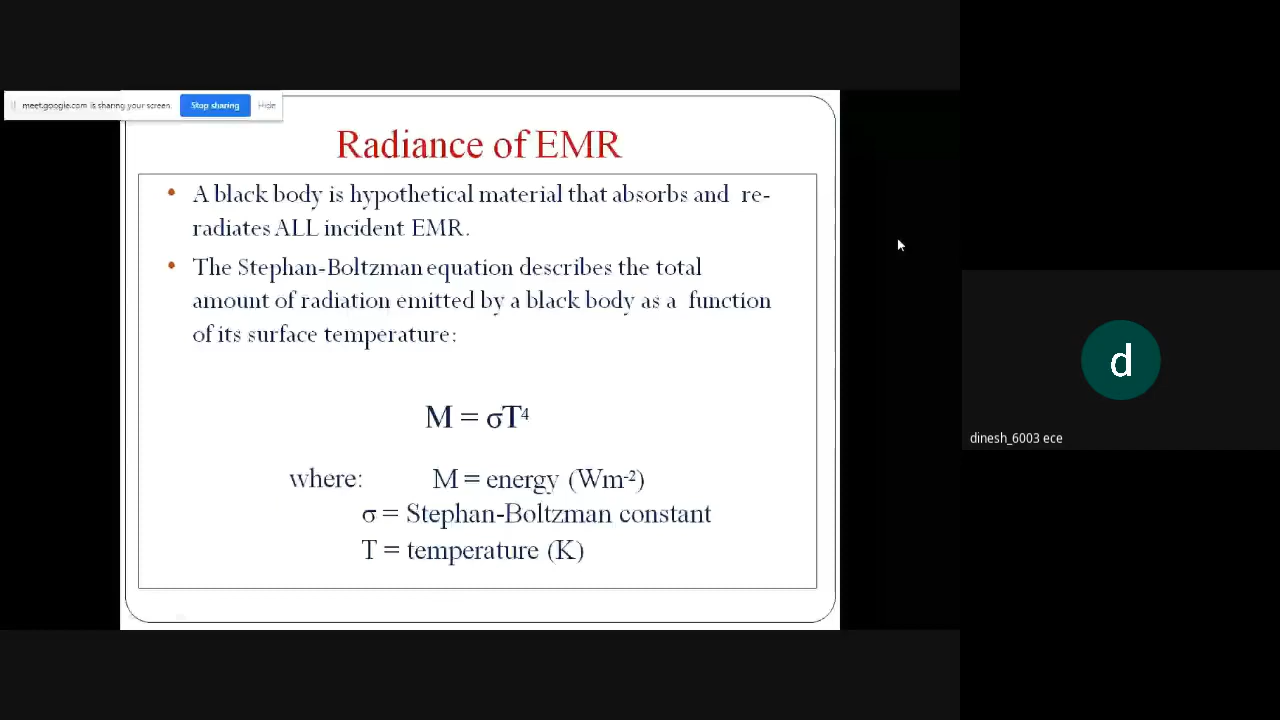 meet.google.com is sharing your screen.
Stop sharing
Hide
Radiance of EMR
• A black body is hypothetical material that absorbs and re-
radiates ALL incident EMR.
• The Stephan-Boltzman equation describes the total
amount of radiation emitted by a black body as a function
of its surface temperature:
M = σT⁴
where: M = energy (Wm⁻²)
σ = Stephan-Boltzman constant
T = temperature (K)
d
dinesh_6003 ece